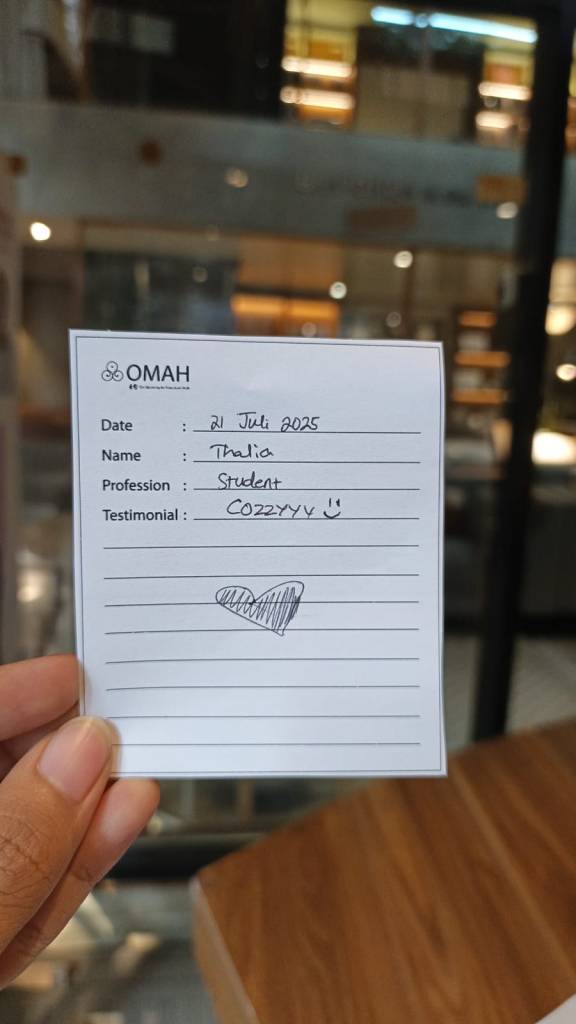 OMAH
Date : 21 Juli 2025
Name : Thalia
Profession : Student
Testimonial : COZZYYY